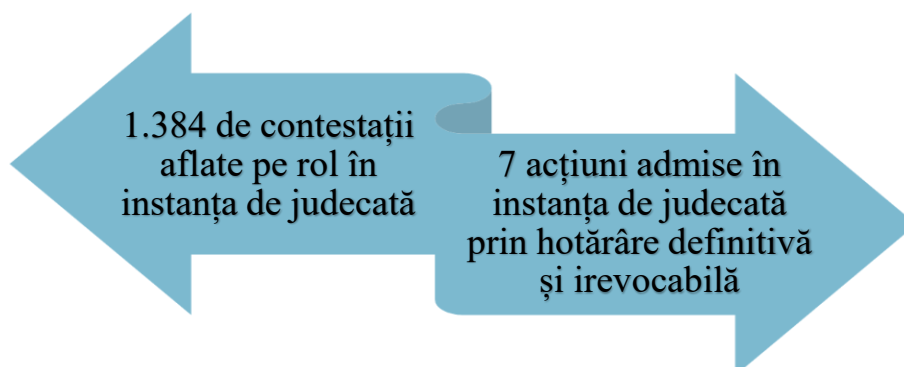 1.384 de contestații
aflate pe rol în
instanța de judecată
7 acțiuni admise în
instanța de judecată
prin hotărâre definitivă
și irevocabilă